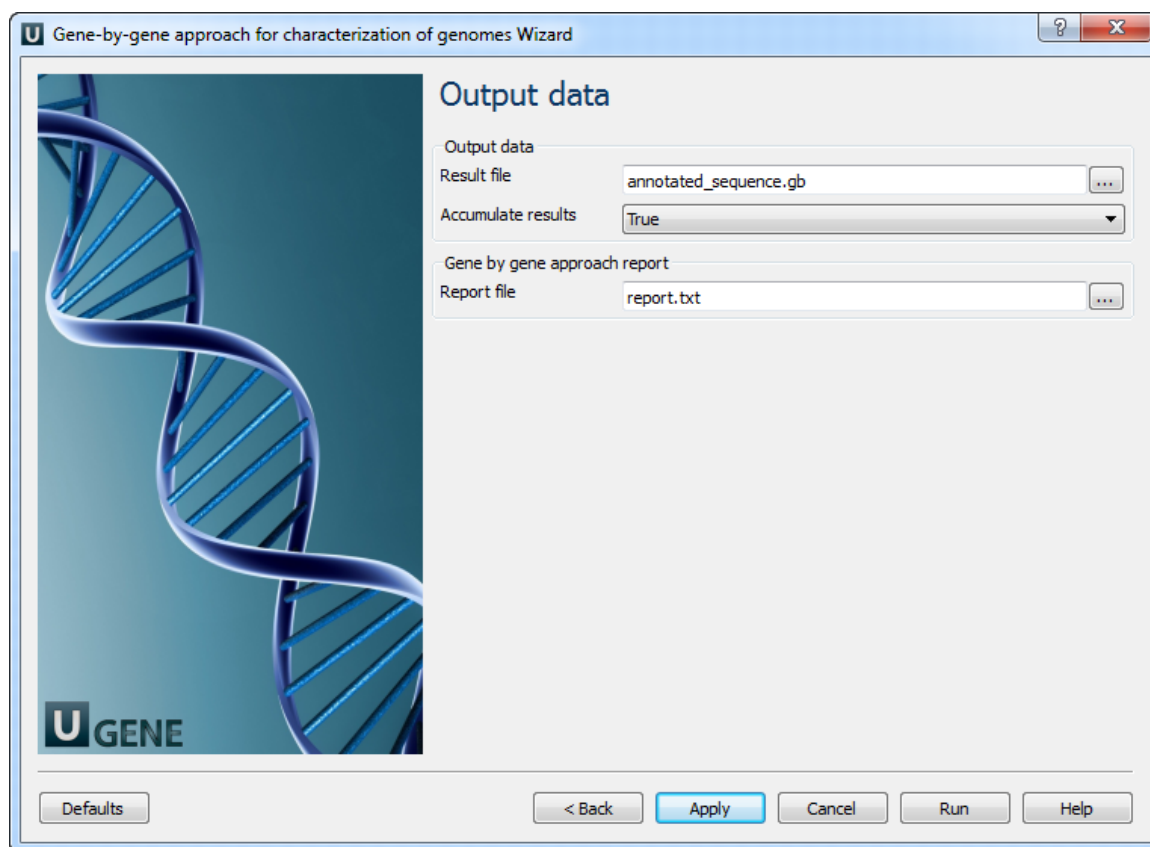 U Gene-by-gene approach for characterization of genomes Wizard ? X
Output data
Output data
Result file annotated_sequence.gb ...
Accumulate results True
Gene by gene approach report
Report file report.txt ...
U GENE
Defaults < Back Apply Cancel Run Help